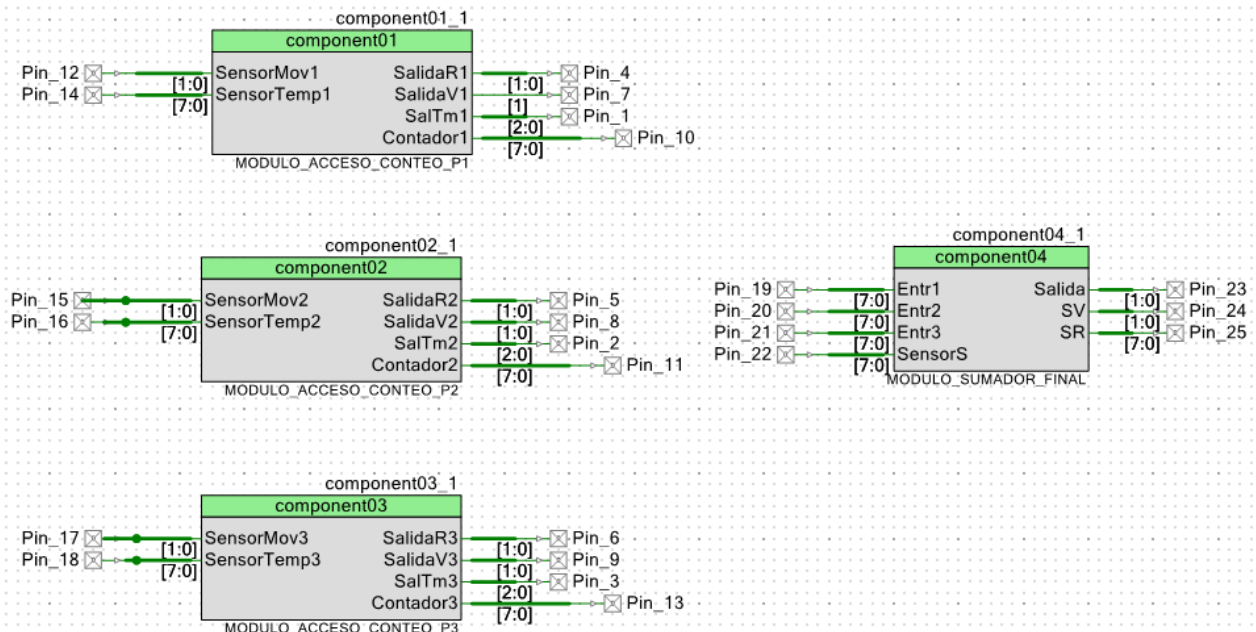 component01_1
component01
Pin_12 SensorMov1 SalidaR1 Pin_4
[1:0] [1:0]
Pin_14 SensorTemp1 SalidaV1 Pin_7
[7:0] [1]
SalTm1 Pin_1
[2:0]
Contador1 Pin_10
[7:0]
MODULO_ACCESO_CONTEO_P1
component02_1
component02
Pin_15 SensorMov2 SalidaR2 Pin_5
[1:0] [1:0]
Pin_16 SensorTemp2 SalidaV2 Pin_8
[7:0] [1:0]
SalTm2 Pin_2
[2:0]
Contador2 Pin_11
[7:0]
MODULO_ACCESO_CONTEO_P2
component04_1
component04
Pin_19 Entr1 Salida Pin_23
[7:0] [1:0]
Pin_20 Entr2 SV Pin_24
[7:0] [1:0]
Pin_21 Entr3 SR Pin_25
[7:0] [7:0]
Pin_22 SensorS
[7:0]
MODULO_SUMADOR_FINAL
component03_1
component03
Pin_17 SensorMov3 SalidaR3 Pin_6
[1:0] [1:0]
Pin_18 SensorTemp3 SalidaV3 Pin_9
[7:0] [1:0]
SalTm3 Pin_3
[2:0]
Contador3 Pin_13
[7:0]
MODULO_ACCESO_CONTEO_P3